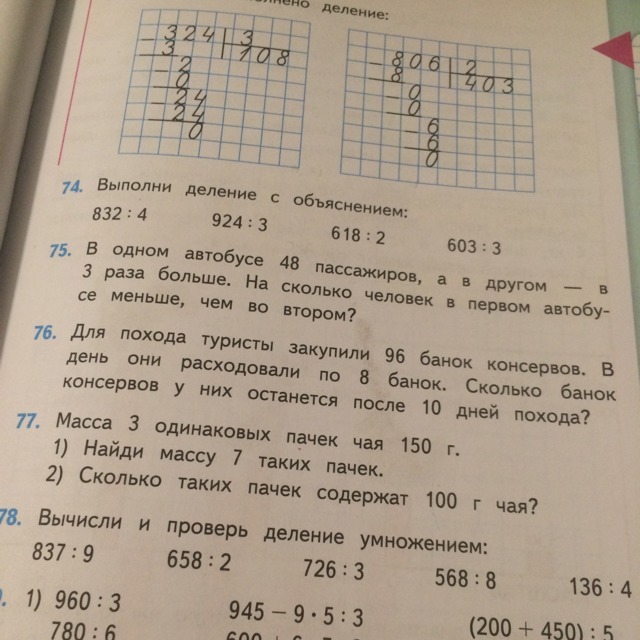 деление:
324 3
3 108
2
0
24
24
0
806 2
8 403
0
0
6
6
0
74. Выполни деление с объяснением:
832 : 4 924 : 3 618 : 2 603 : 3
75. В одном автобусе 48 пассажиров, а в другом — в
3 раза больше. На сколько человек в первом автобу-
се меньше, чем во втором?
76. Для похода туристы закупили 96 банок консервов. В
день они расходовали по 8 банок. Сколько банок
консервов у них останется после 10 дней похода?
77. Масса 3 одинаковых пачек чая 150 г.
1) Найди массу 7 таких пачек.
2) Сколько таких пачек содержат 100 г чая?
78. Вычисли и проверь деление умножением:
837 : 9 658 : 2 726 : 3 568 : 8 136 : 4
1) 960 : 3 945 − 9 · 5 : 3 (200 + 450) : 5
780 : 6